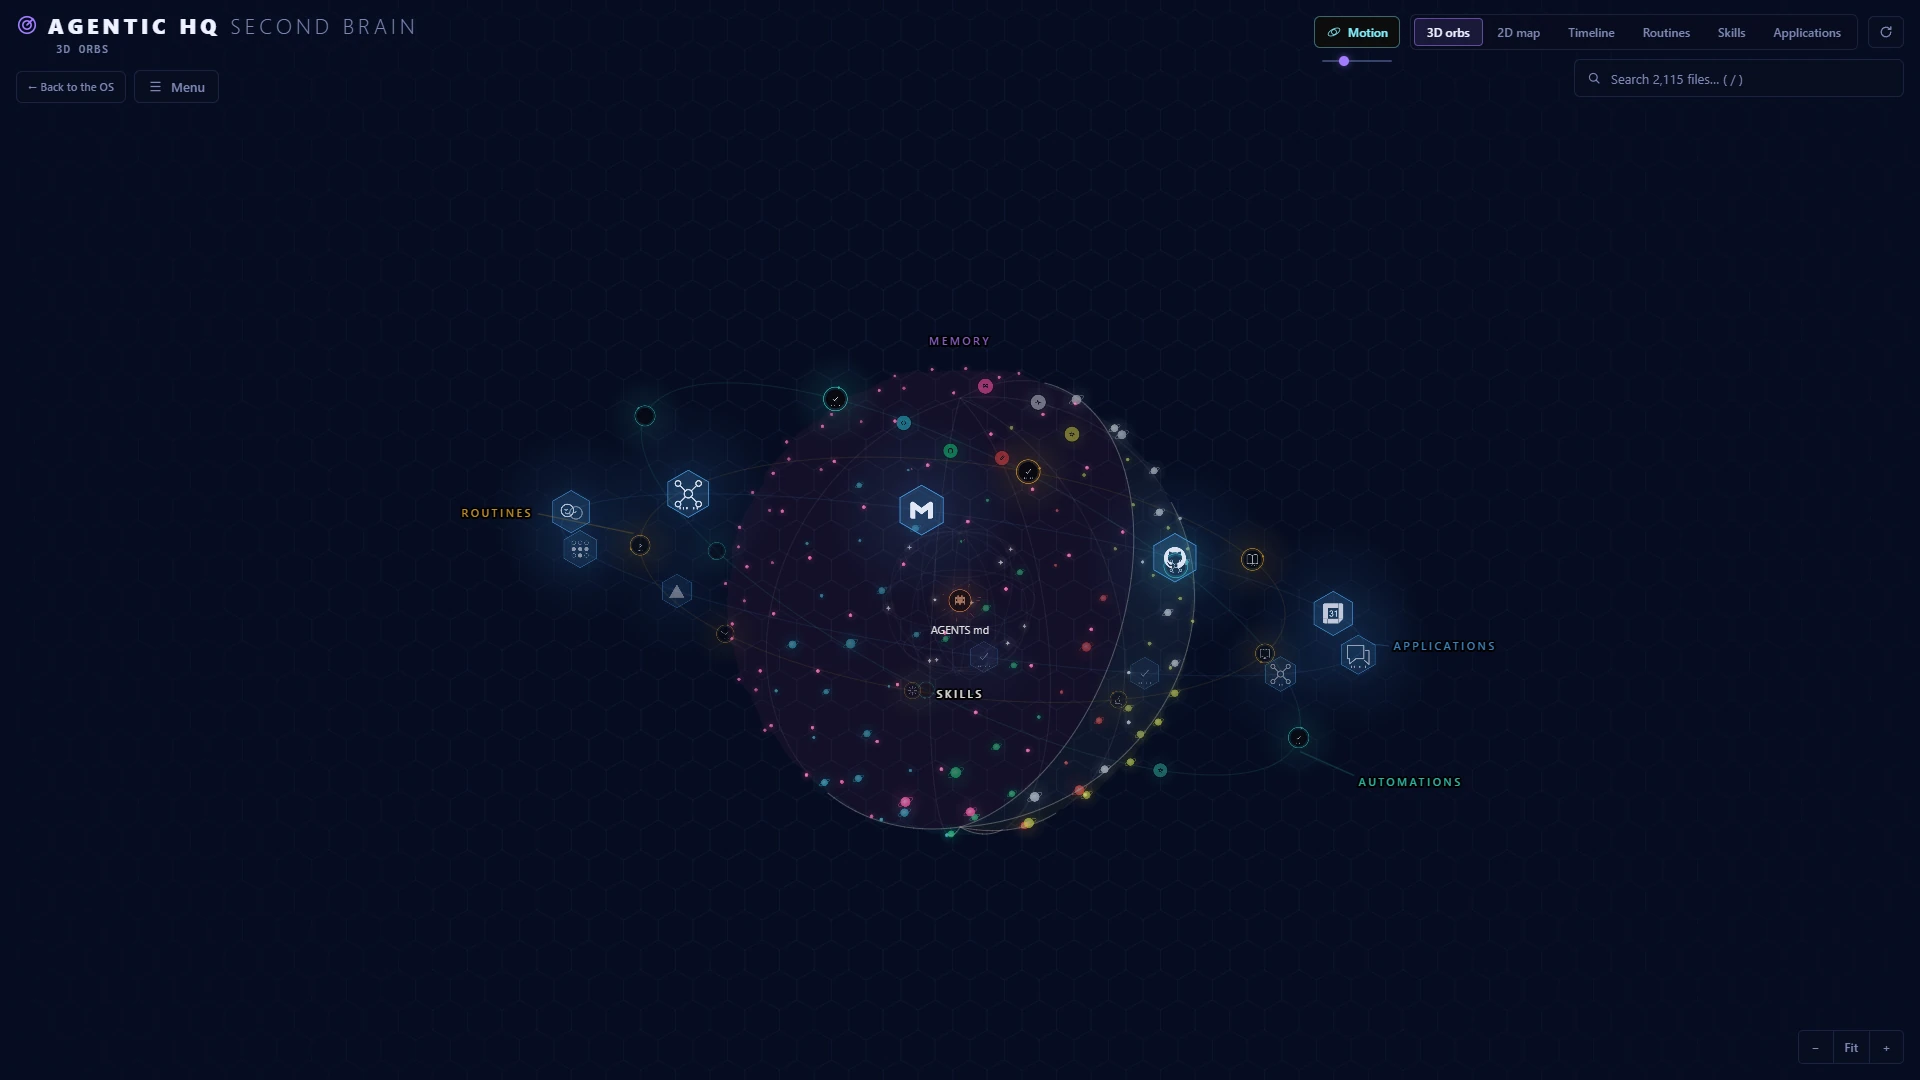 AGENTIC HQ SECOND BRAIN
3D ORBS
Motion
3D orbs
2D map
Timeline
Routines
Skills
Applications
← Back to the OS
☰ Menu
Search 2,115 files... ( / )
MEMORY
ROUTINES
31
AGENTS md
APPLICATIONS
SKILLS
AUTOMATIONS
− Fit +